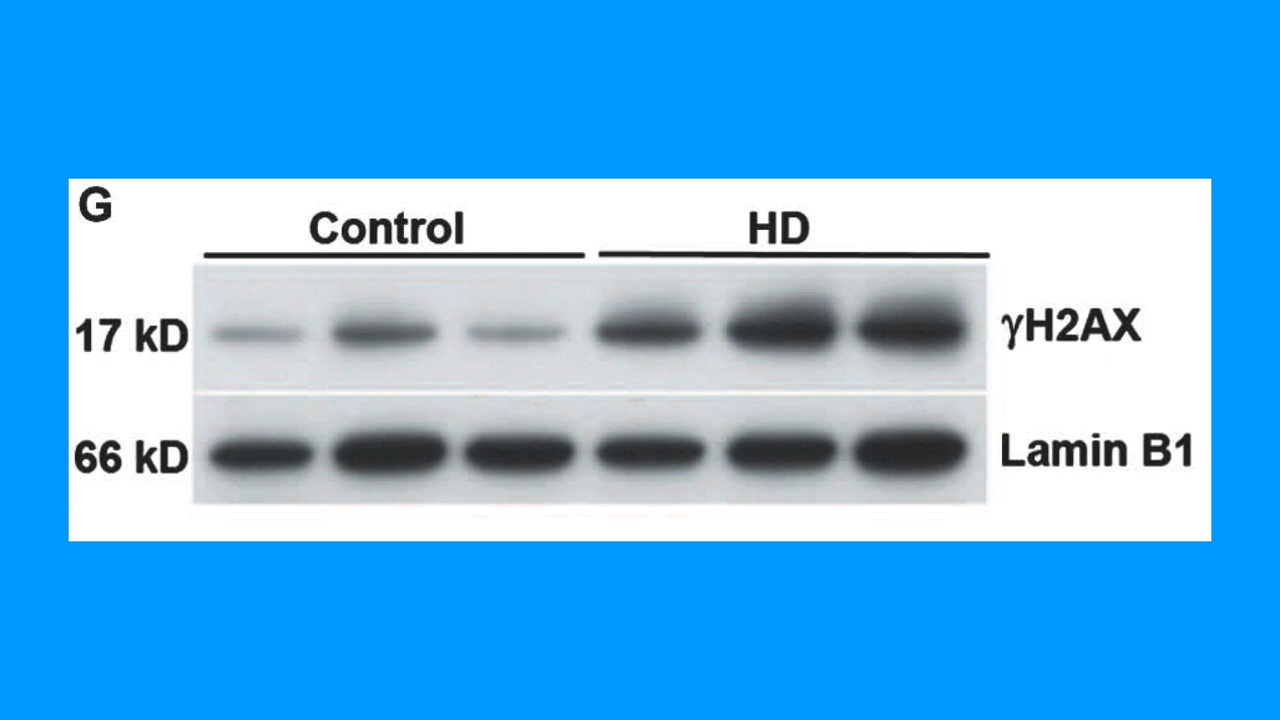 G
Control HD
17 kD γH2AX
66 kD Lamin B1